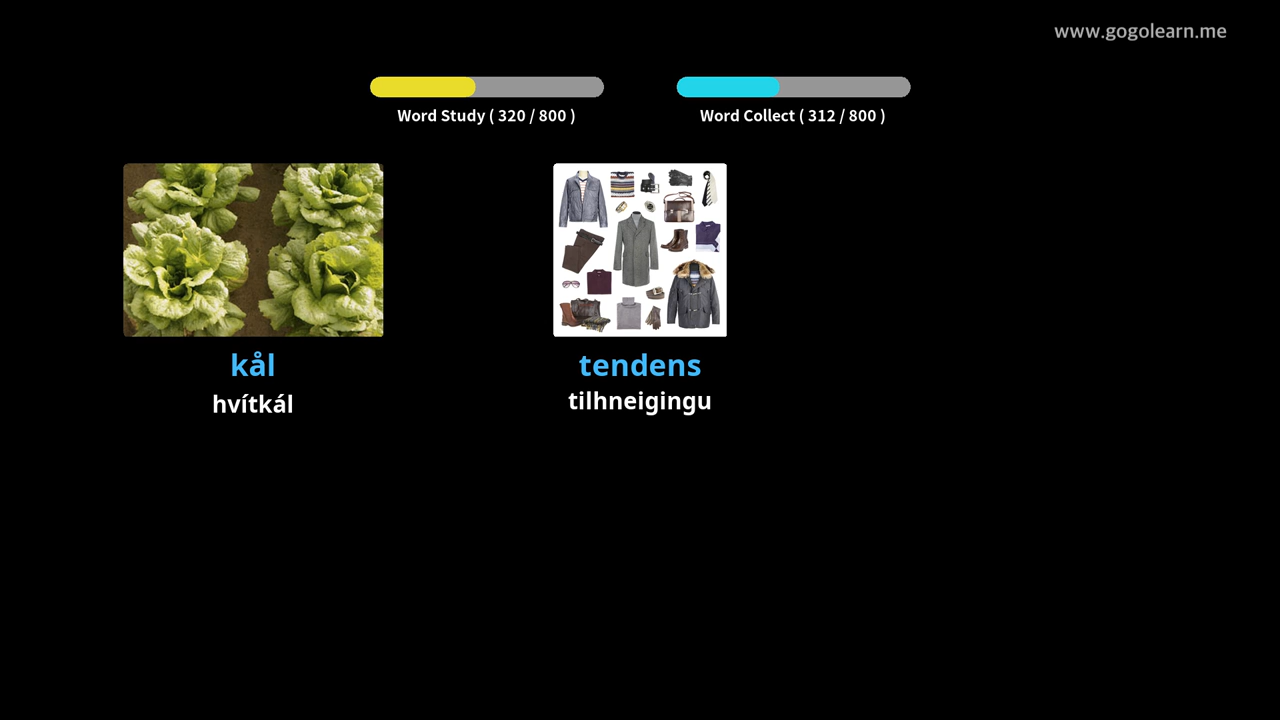 www.gogolearn.me
Word Study ( 320 / 800 )
Word Collect ( 312 / 800 )
kål
hvítkál
tendens
tilhneigingu